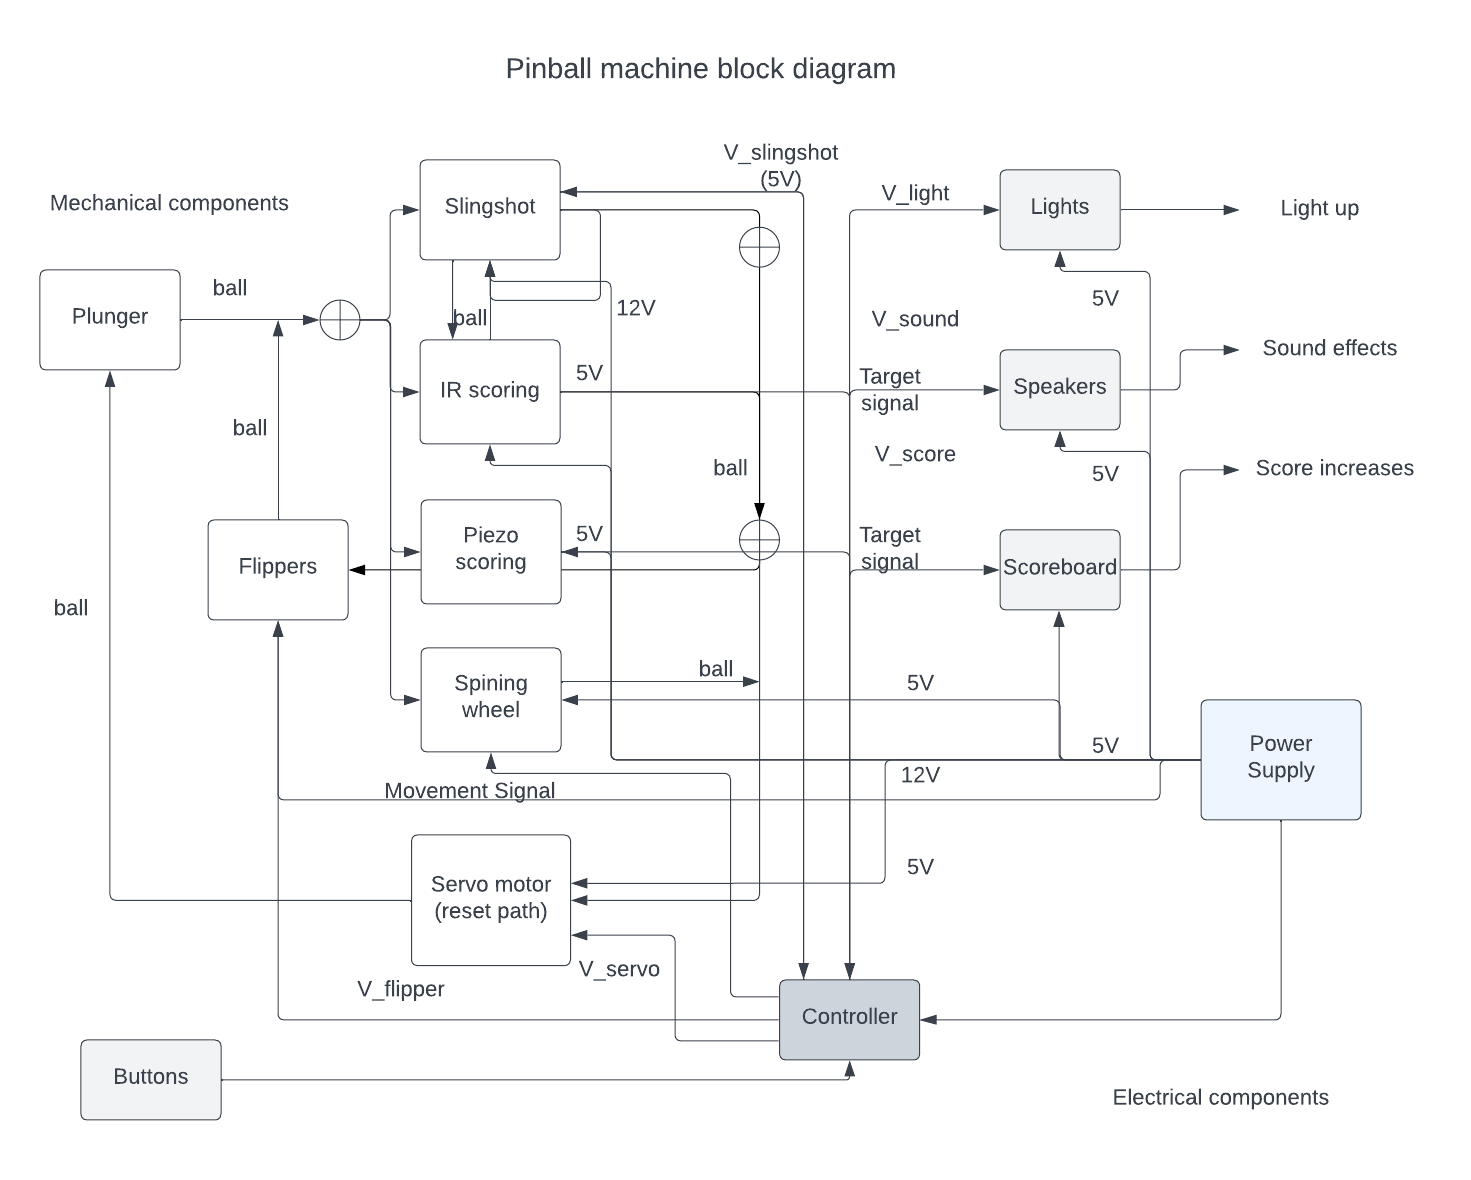 Pinball machine block diagram
V_slingshot
(5V)
Mechanical components
Slingshot
V_light
Lights
Light up
ball
Plunger
ball
12V
5V
V_sound
IR scoring
5V
Target
signal
Speakers
Sound effects
ball
ball
V_score
5V
Score increases
Flippers
Piezo
scoring
5V
Target
signal
Scoreboard
ball
Spining
wheel
ball
5V
5V
Power
Supply
12V
Movement Signal
Servo motor
(reset path)
5V
V_servo
V_flipper
Controller
Buttons
Electrical components